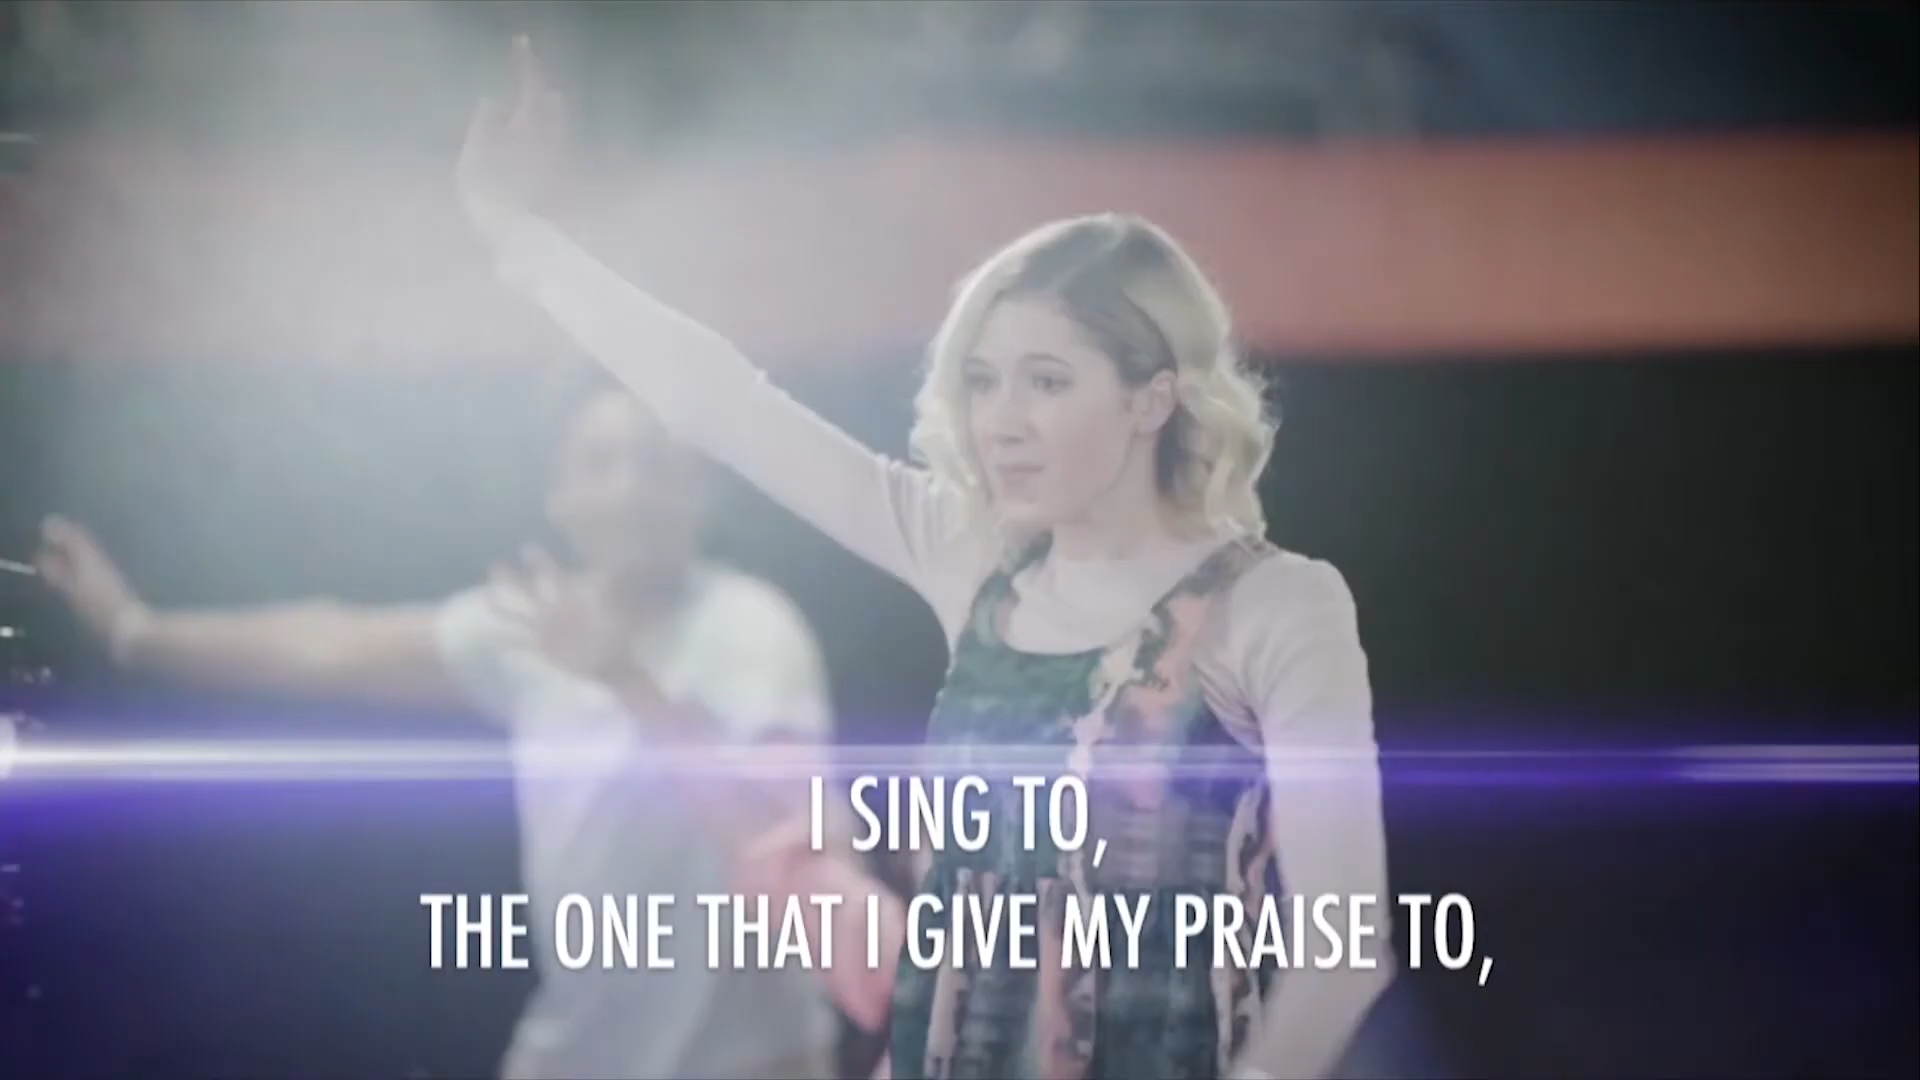 I SING TO,
THE ONE THAT I GIVE MY PRAISE TO,